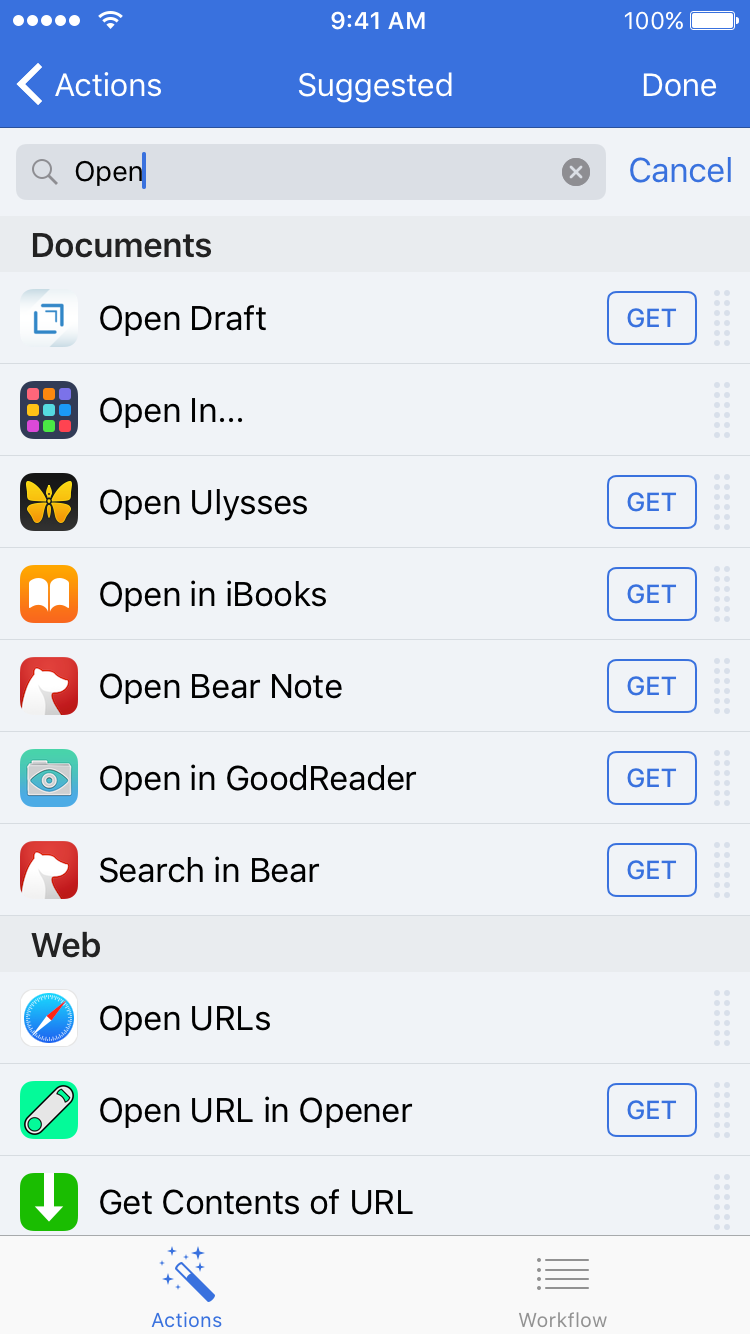 9:41 AM 100%
Actions Suggested Done
Open Cancel
Documents
Open Draft GET
Open In...
Open Ulysses GET
Open in iBooks GET
Open Bear Note GET
Open in GoodReader GET
Search in Bear GET
Web
Open URLs
Open URL in Opener GET
Get Contents of URL
Actions Workflow